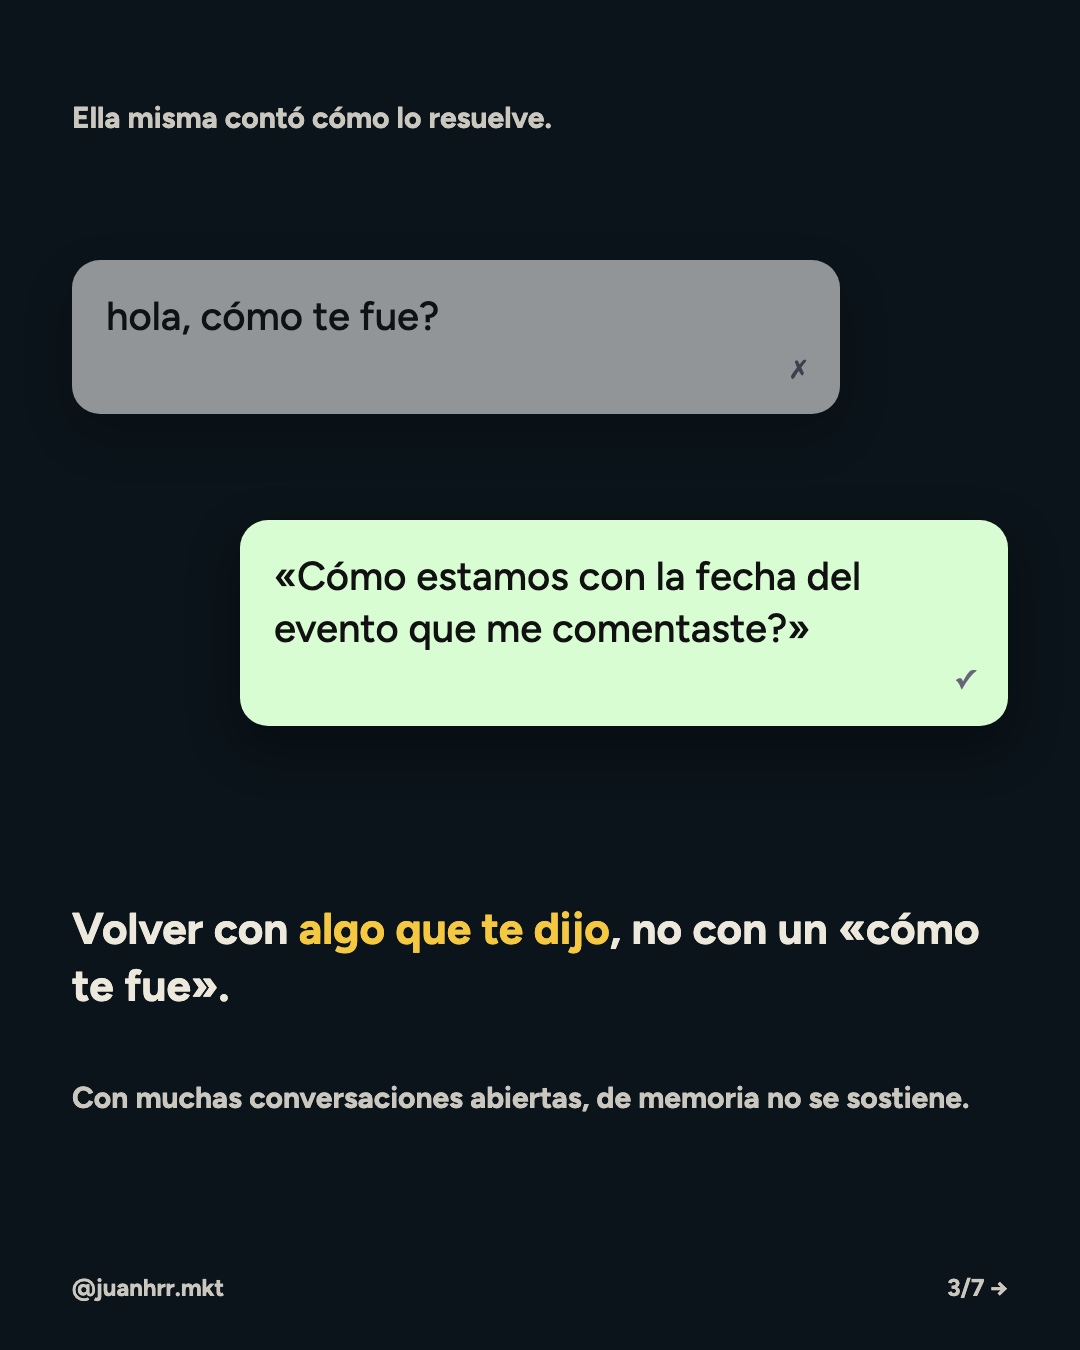 Ella misma contó cómo lo resuelve.
hola, cómo te fue?
✗
«Cómo estamos con la fecha del
evento que me comentaste?»
✓
Volver con algo que te dijo, no con un «cómo
te fue».
Con muchas conversaciones abiertas, de memoria no se sostiene.
@juanhrr.mkt
3/7 →